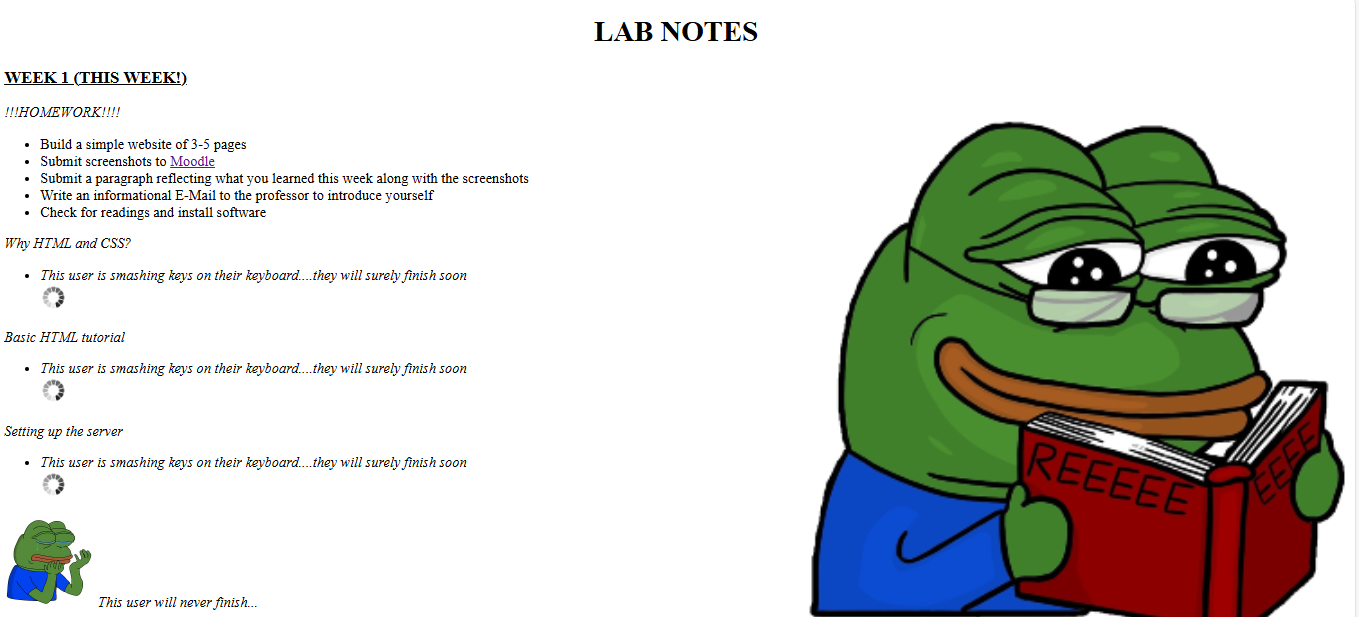 LAB NOTES
WEEK 1 (THIS WEEK!)
!!!HOMEWORK!!!!
Build a simple website of 3-5 pages
Submit screenshots to Moodle
Submit a paragraph reflecting what you learned this week along with the screenshots
Write an informational E-Mail to the professor to introduce yourself
Check for readings and install software
Why HTML and CSS?
This user is smashing keys on their keyboard....they will surely finish soon
Basic HTML tutorial
This user is smashing keys on their keyboard....they will surely finish soon
Setting up the server
This user is smashing keys on their keyboard....they will surely finish soon
This user will never finish...
REEEEE
EEEE